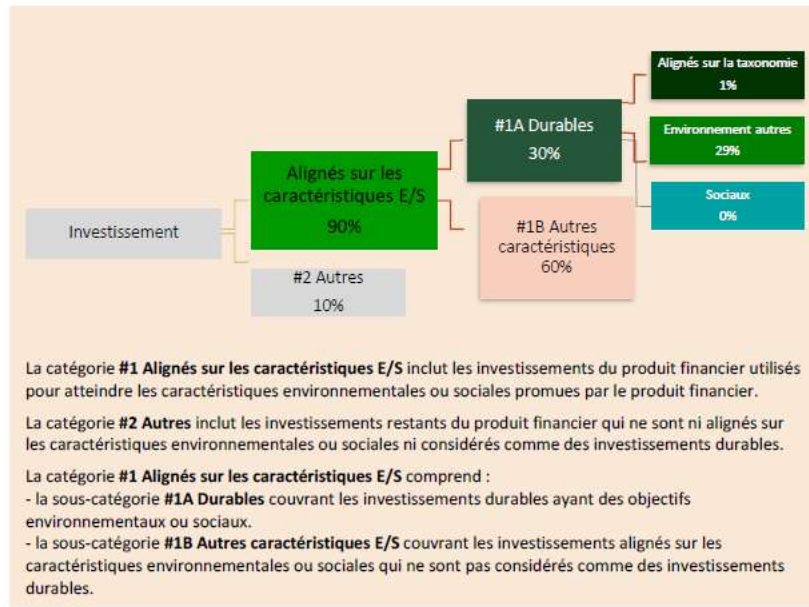 Alignés sur la taxonomie
1%
#1A Durables
30%
Environnement autres
29%
Alignés sur les
caractéristiques E/S
90%
Sociaux
0%
Investissement
#1B Autres
caractéristiques
60%
#2 Autres
10%
La catégorie #1 Alignés sur les caractéristiques E/S inclut les investissements du produit financier utilisés
pour atteindre les caractéristiques environnementales ou sociales promues par le produit financier.
La catégorie #2 Autres inclut les investissements restants du produit financier qui ne sont ni alignés sur
les caractéristiques environnementales ou sociales ni considérés comme des investissements durables.
La catégorie #1 Alignés sur les caractéristiques E/S comprend :
- la sous-catégorie #1A Durables couvrant les investissements durables ayant des objectifs
environnementaux ou sociaux.
- la sous-catégorie #1B Autres caractéristiques E/S couvrant les investissements alignés sur les
caractéristiques environnementales ou sociales qui ne sont pas considérés comme des investissements
durables.